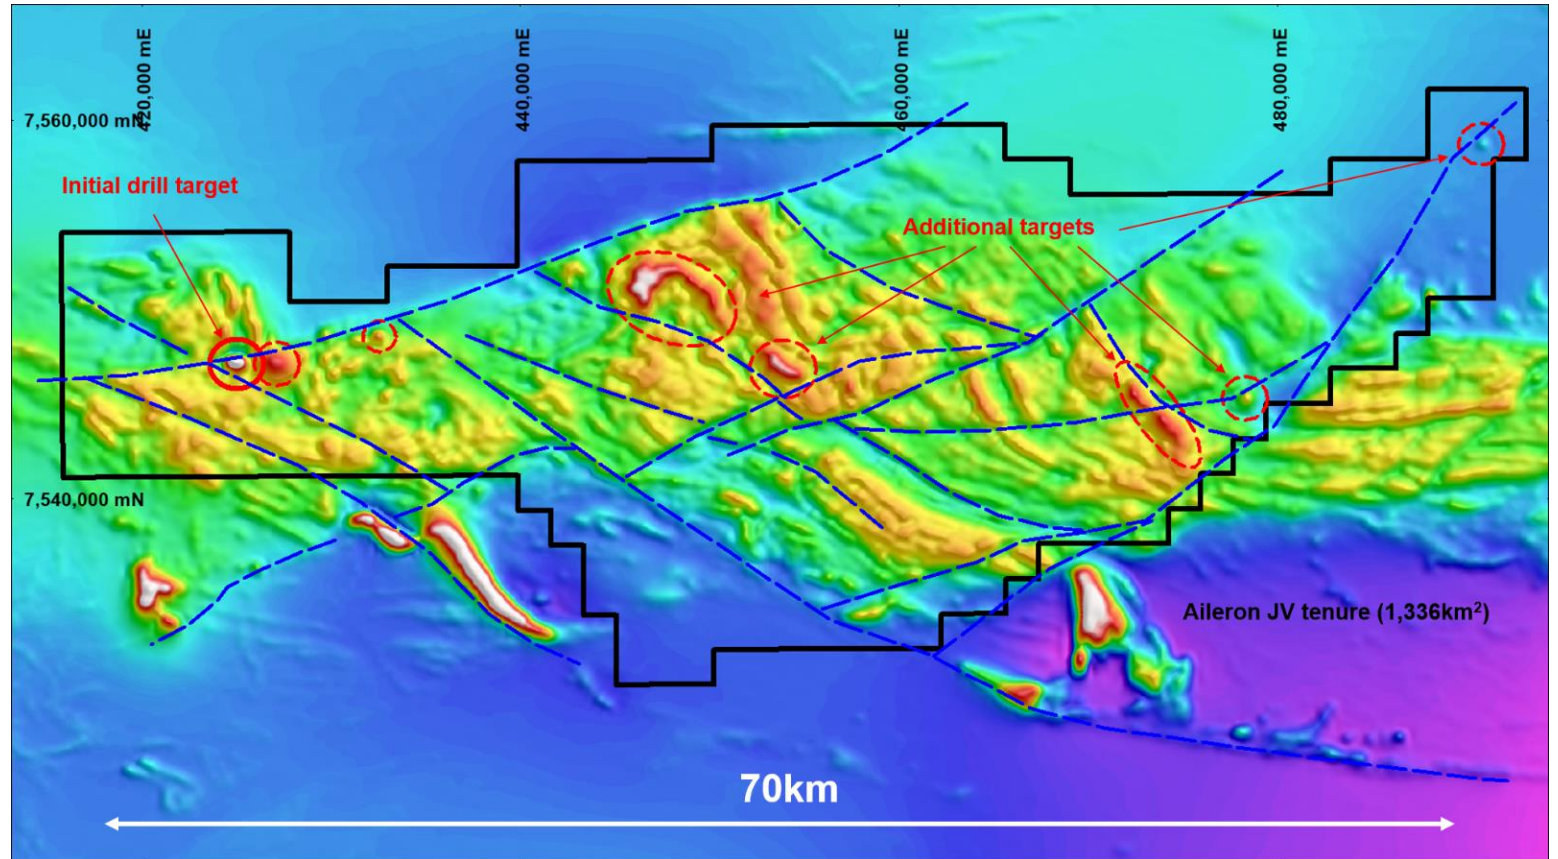 420,000 mE
440,000 mE
460,000 mE
480,000 mE
7,560,000 mN
Initial drill target
Additional targets
7,540,000 mN
Aileron JV tenure (1,336km²)
70km